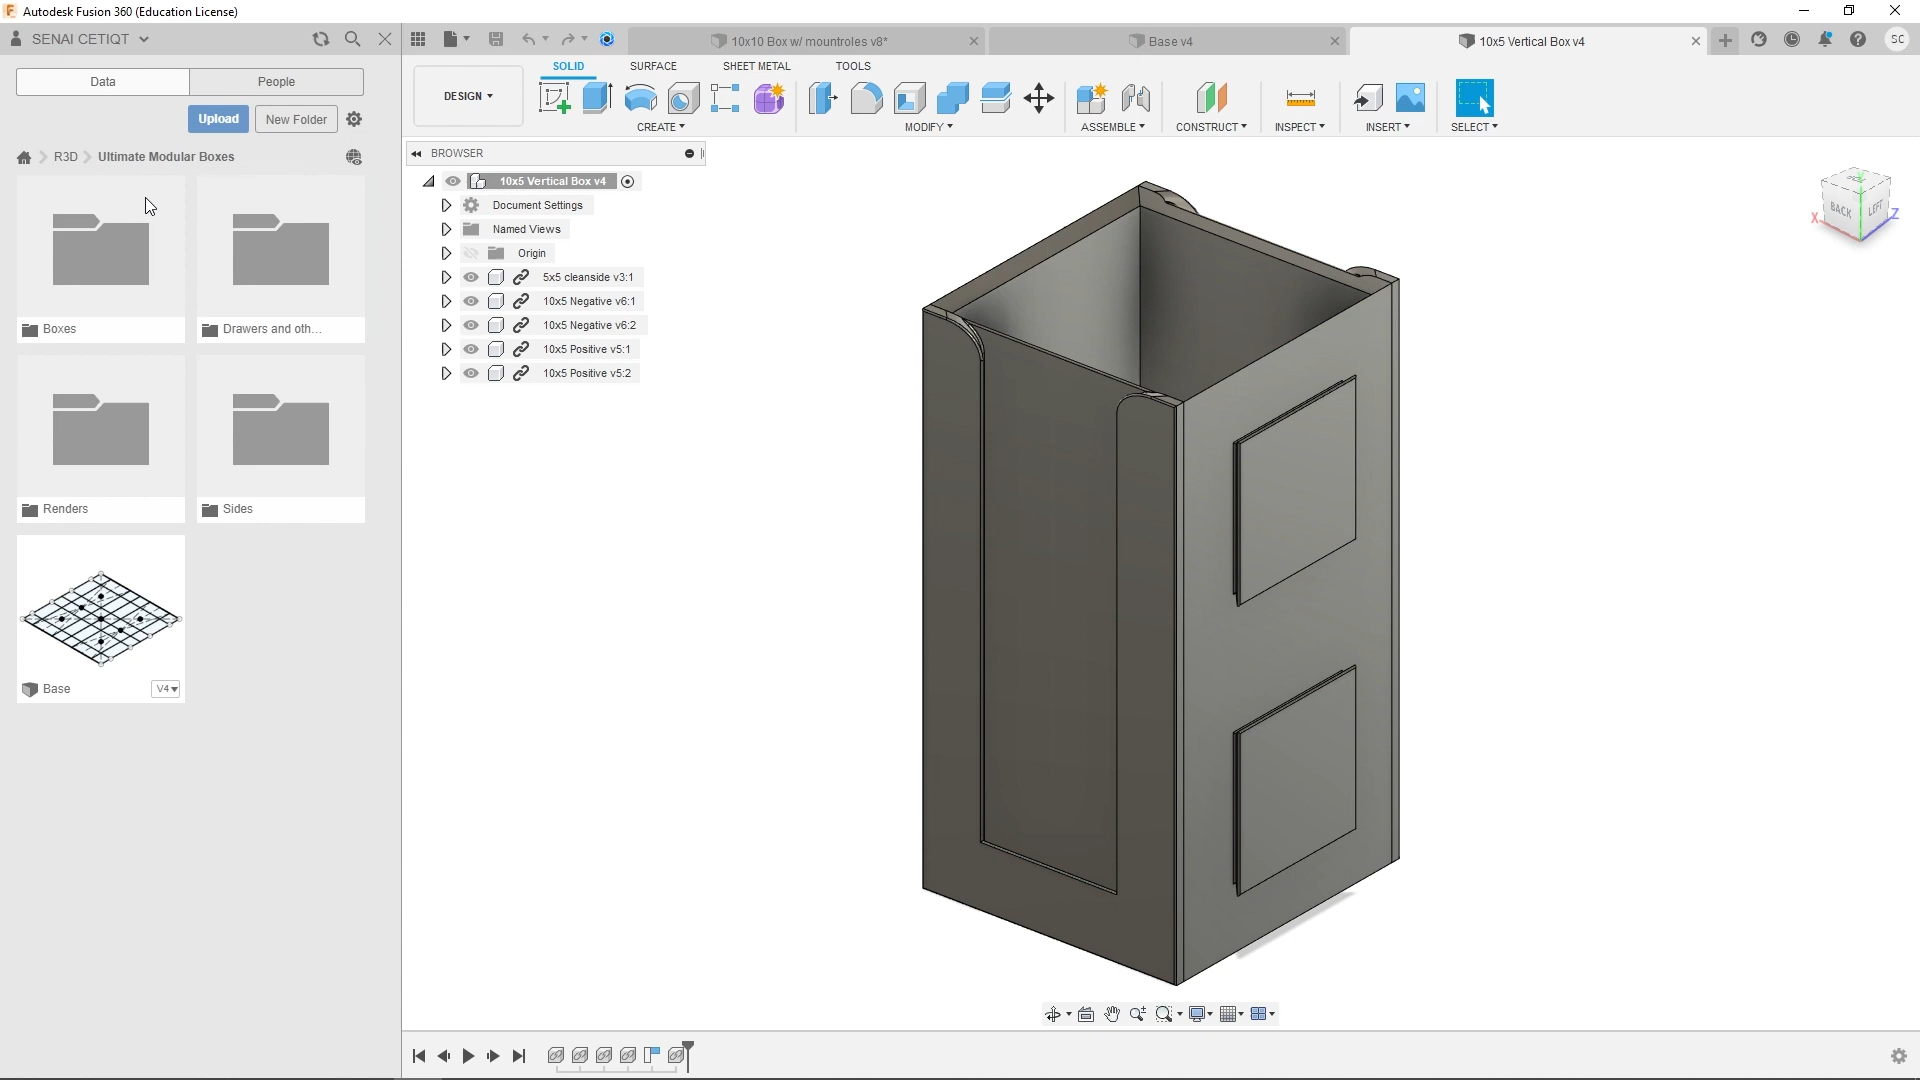 Autodesk Fusion 360 (Education License)
SENAI CETIQT
10x10 Box w/ mountroles v8*
Base v4
10x5 Vertical Box v4
SC
Data
People
Upload
New Folder
R3D
Ultimate Modular Boxes
Boxes
Drawers and oth...
Renders
Sides
Base
V4
DESIGN
SOLID
SURFACE
SHEET METAL
TOOLS
CREATE
MODIFY
ASSEMBLE
CONSTRUCT
INSPECT
INSERT
SELECT
BROWSER
10x5 Vertical Box v4
Document Settings
Named Views
Origin
5x5 cleanside v3:1
10x5 Negative v6:1
10x5 Negative v6:2
10x5 Positive v5:1
10x5 Positive v5:2
BACK
LEFT
X
Z